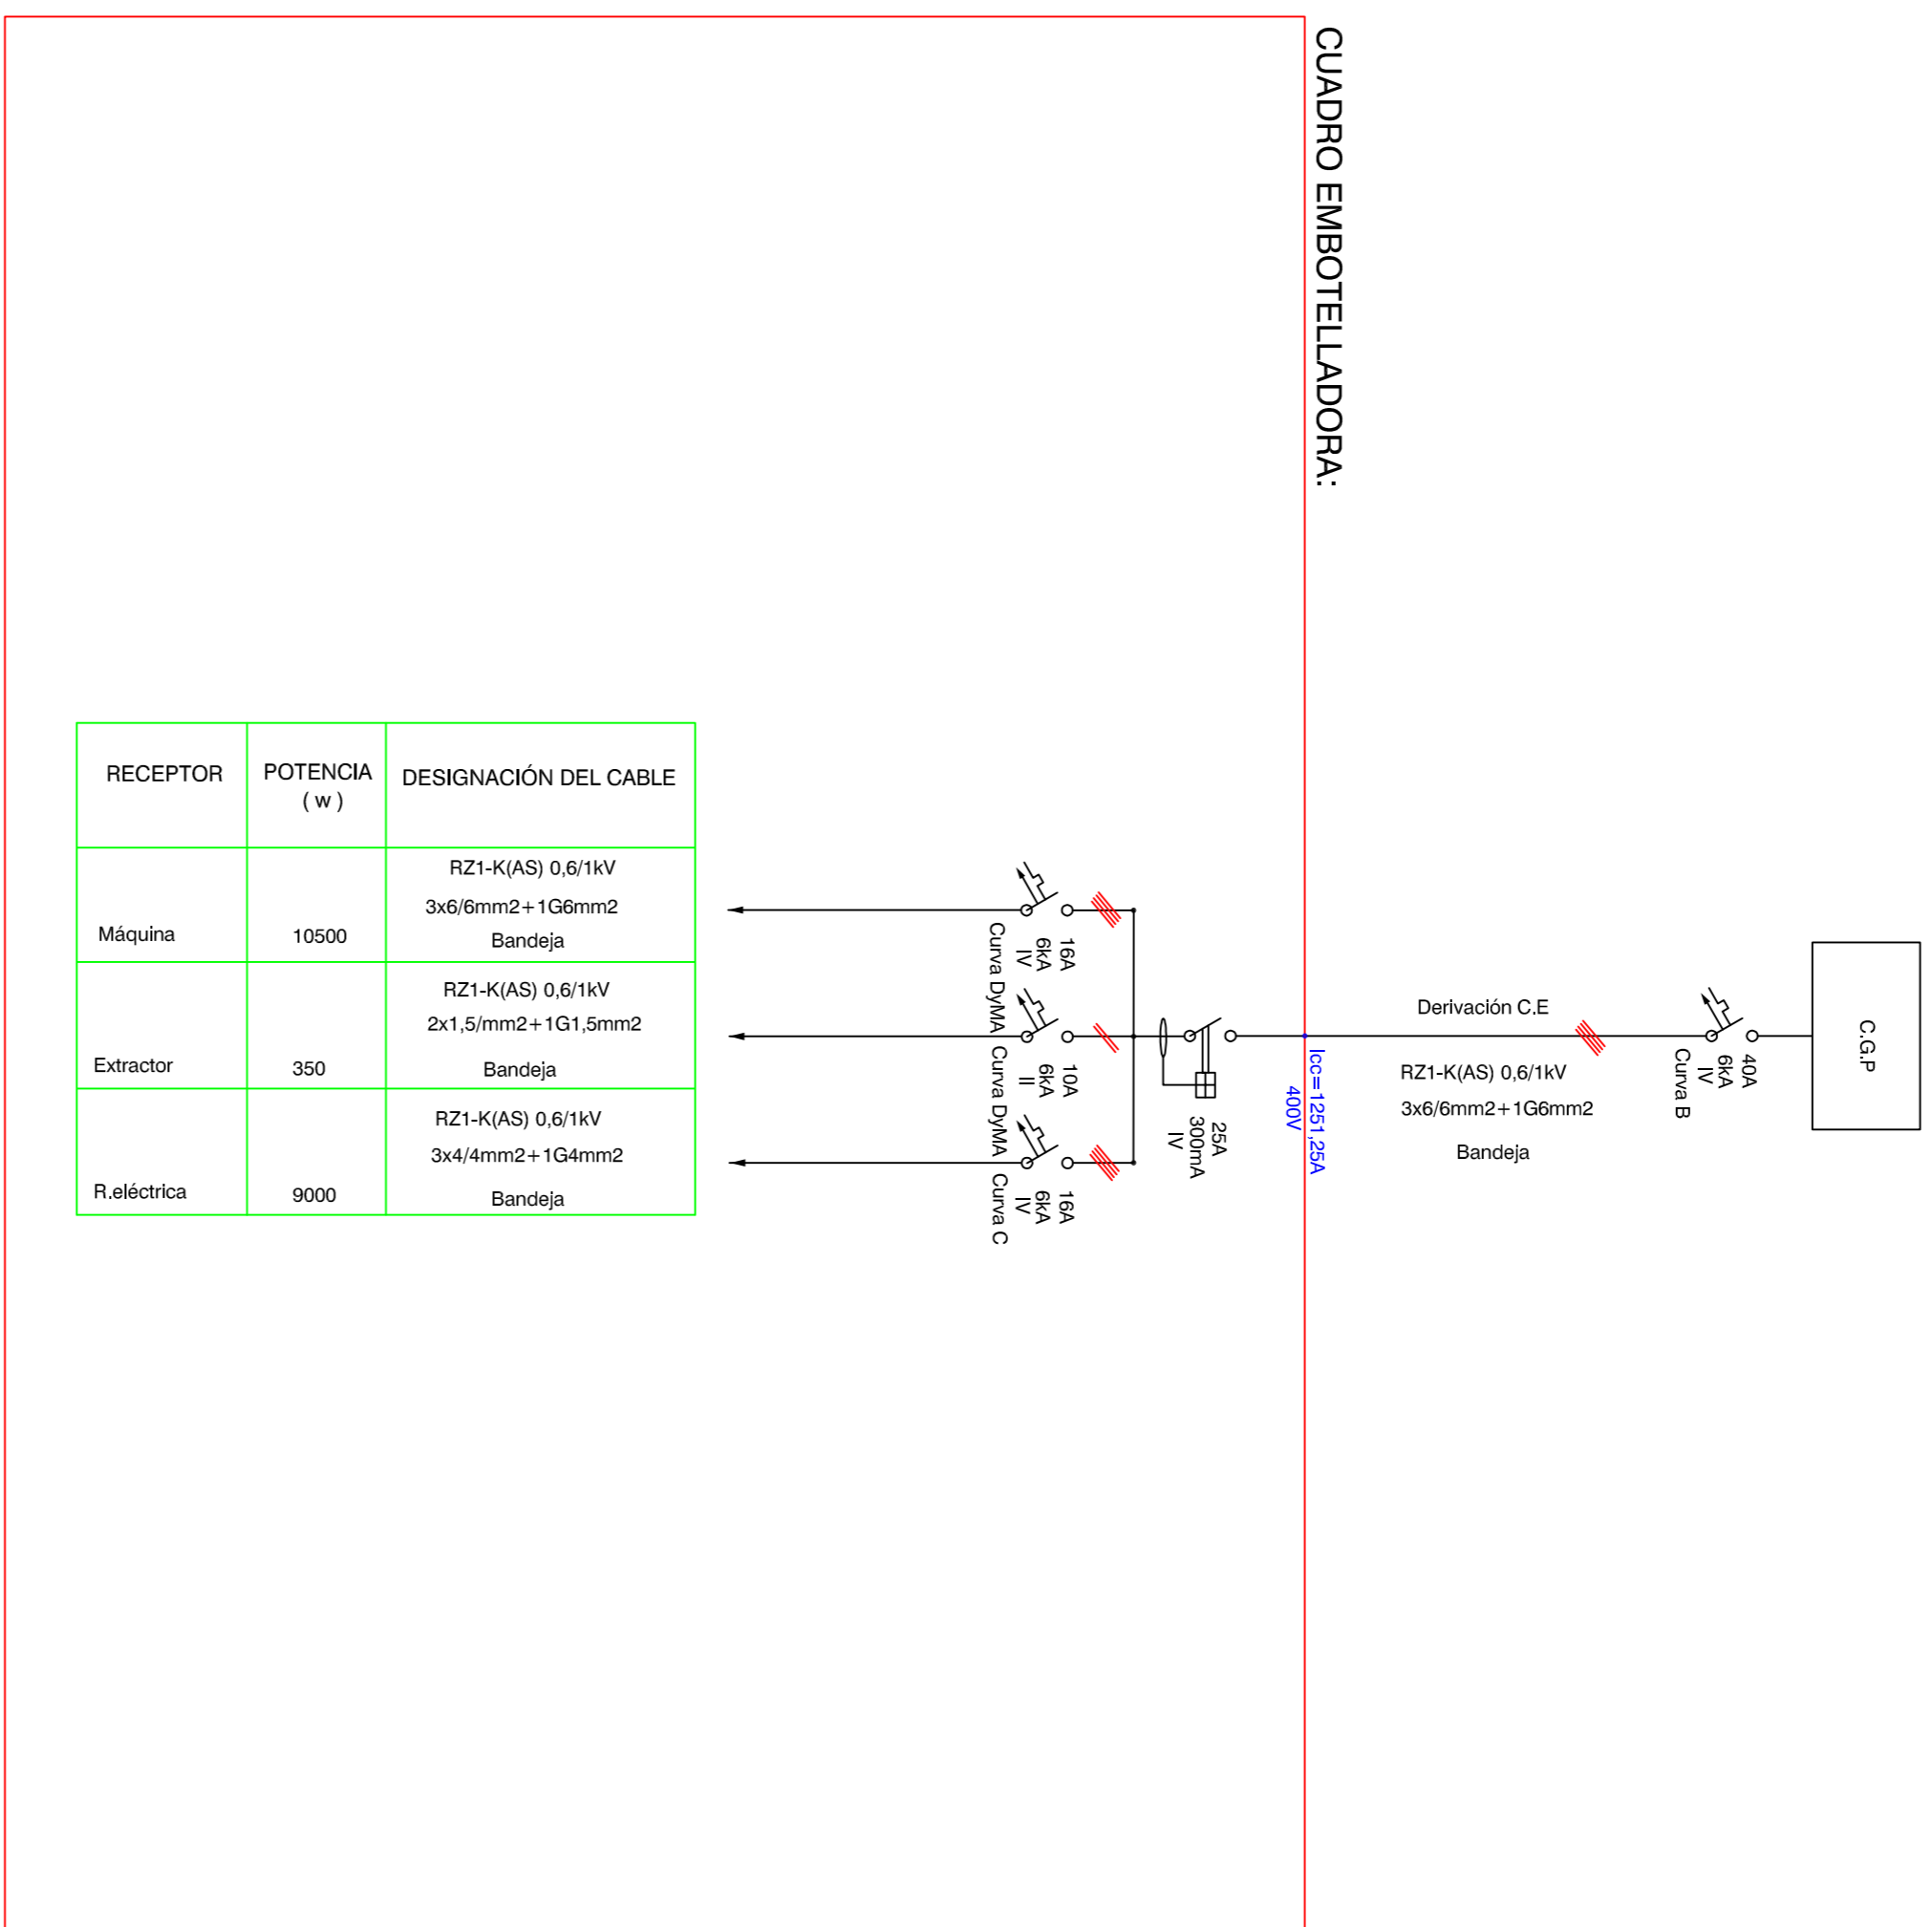 CUADRO EMBOTELLADORA:
C.G.P
40A
6kA
IV
Curva B
Derivación C.E
RZ1-K(AS) 0,6/1kV
3x6/6mm2+1G6mm2
Bandeja
Icc=1251,25A
400V
25A
300mA
IV
16A
6kA
IV
Curva DyMA
10A
6kA
II
Curva DyMA
16A
6kA
IV
Curva C
RECEPTOR
POTENCIA
( w )
DESIGNACIÓN DEL CABLE
Máquina
10500
RZ1-K(AS) 0,6/1kV
3x6/6mm2+1G6mm2
Bandeja
Extractor
350
RZ1-K(AS) 0,6/1kV
2x1,5/mm2+1G1,5mm2
Bandeja
R.eléctrica
9000
RZ1-K(AS) 0,6/1kV
3x4/4mm2+1G4mm2
Bandeja